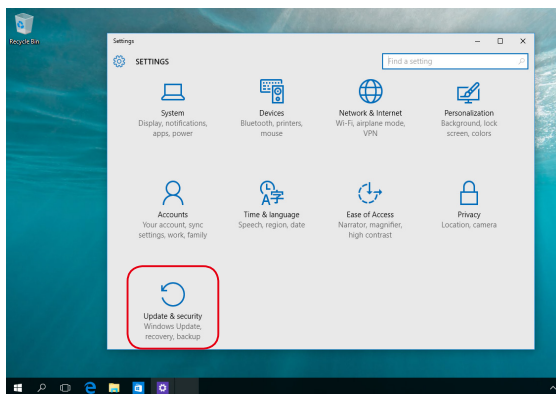 Recycle Bin
Settings
SETTINGS
Find a setting
System
Display, notifications,
apps, power
Devices
Bluetooth, printers,
mouse
Network & Internet
Wi-Fi, airplane mode,
VPN
Personalization
Background, lock
screen, colors
Accounts
Your account, sync
settings, work, family
Time & language
Speech, region, date
Ease of Access
Narrator, magnifier,
high contrast
Privacy
Location, camera
Update & security
Windows Update,
recovery, backup